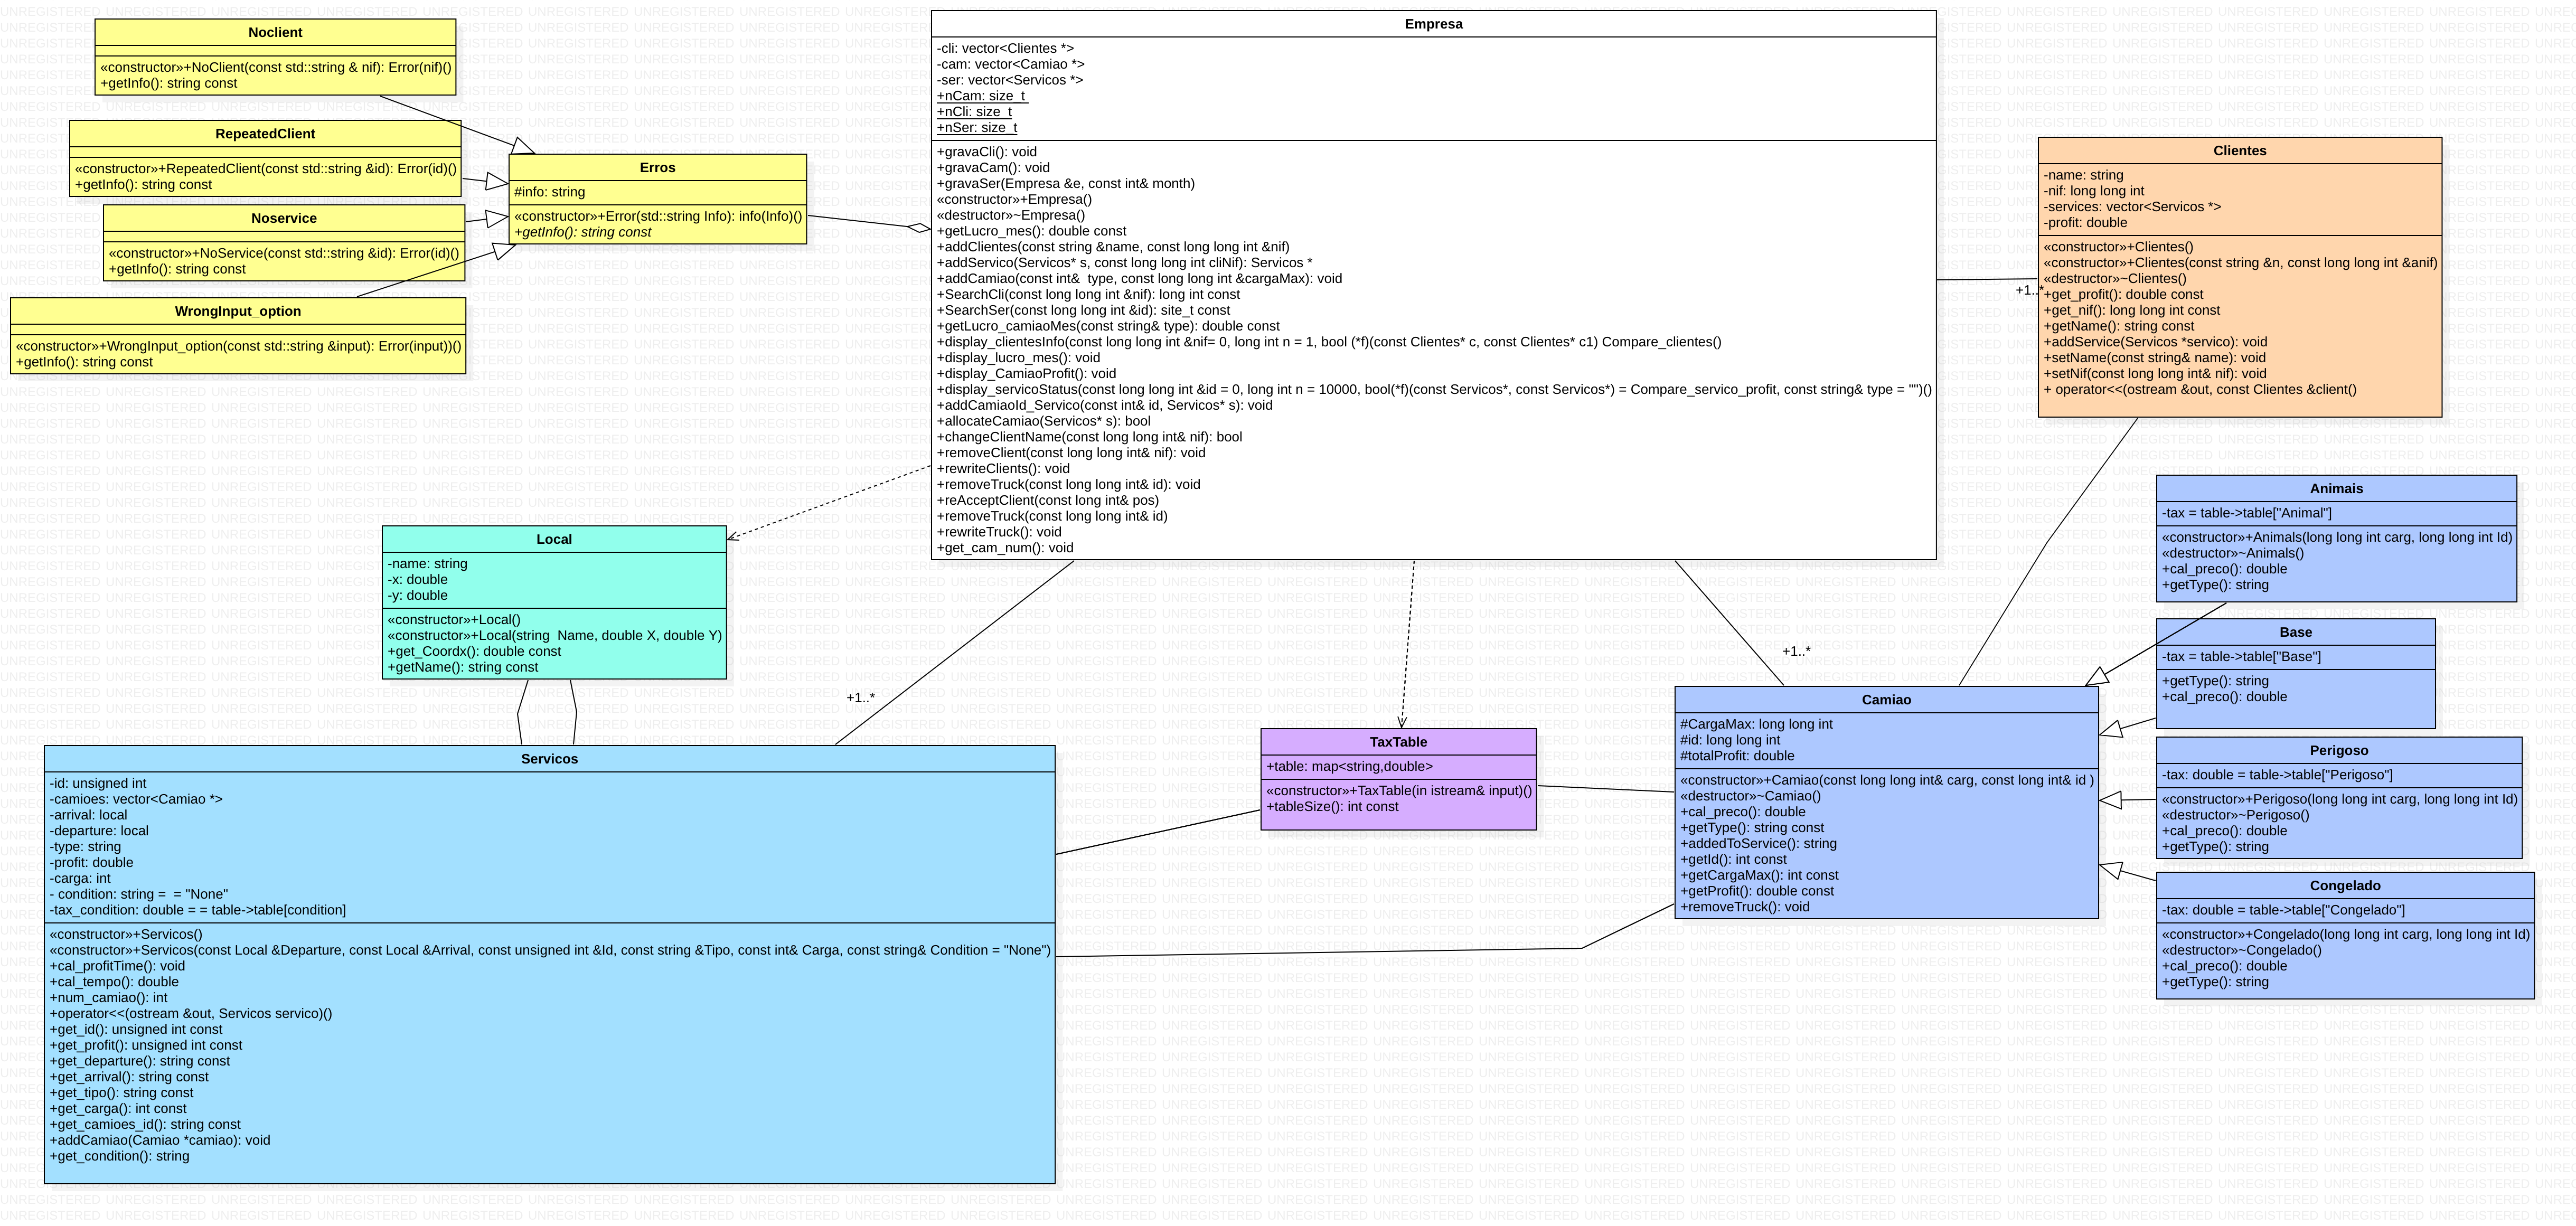 Noclient
«constructor»+NoClient(const std::string & nif): Error(nif)()
+getInfo(): string const
RepeatedClient
«constructor»+RepeatedClient(const std::string &id): Error(id)()
+getInfo(): string const
Noservice
«constructor»+NoService(const std::string &id): Error(id)()
+getInfo(): string const
WrongInput_option
«constructor»+WrongInput_option(const std::string &input): Error(input))()
+getInfo(): string const
Erros
#info: string
«constructor»+Error(std::string Info): info(Info)()
+getInfo(): string const
Empresa
-cli: vector<Clientes *>
-cam: vector<Camiao *>
-ser: vector<Servicos *>
+nCam: size_t
+nCli: size_t
+nSer: size_t
+gravaCli(): void
+gravaCam(): void
+gravaSer(Empresa &e, const int& month)
«constructor»+Empresa()
«destructor»~Empresa()
+getLucro_mes(): double const
+addClientes(const string &name, const long long int &nif)
+addServico(Servicos* s, const long long int cliNif): Servicos *
+addCamiao(const int&  type, const long long int &cargaMax): void
+SearchCli(const long long int &nif): long int const
+SearchSer(const long long int &id): site_t const
+getLucro_camiaoMes(const string& type): double const
+display_clientesInfo(const long long int &nif= 0, long int n = 1, bool (*f)(const Clientes* c, const Clientes* c1) Compare_clientes()
+display_lucro_mes(): void
+display_CamiaoProfit(): void
+display_servicoStatus(const long long int &id = 0, long int n = 10000, bool(*f)(const Servicos*, const Servicos*) = Compare_servico_profit, const string& type = "")()
+addCamiaoId_Servico(const int& id, Servicos* s): void
+allocateCamiao(Servicos* s): bool
+changeClientName(const long long int& nif): bool
+removeClient(const long long int& nif): void
+rewriteClients(): void
+removeTruck(const long long int& id): void
+reAcceptClient(const long int& pos)
+removeTruck(const long long int& id)
+rewriteTruck(): void
+get_cam_num(): void
Clientes
-name: string
-nif: long long int
-services: vector<Servicos *>
-profit: double
«constructor»+Clientes()
«constructor»+Clientes(const string &n, const long long int &anif)
«destructor»~Clientes()
+get_profit(): double const
+get_nif(): long long int const
+getName(): string const
+addService(Servicos *servico): void
+setName(const string& name): void
+setNif(const long long int& nif): void
+ operator<<(ostream &out, const Clientes &client()
+1..*
Animais
-tax = table->table["Animal"]
«constructor»+Animals(long long int carg, long long int Id)
«destructor»~Animals()
+cal_preco(): double
+getType(): string
Base
-tax = table->table["Base"]
+getType(): string
+cal_preco(): double
Perigoso
-tax: double = table->table["Perigoso"]
«constructor»+Perigoso(long long int carg, long long int Id)
«destructor»~Perigoso()
+cal_preco(): double
+getType(): string
Congelado
-tax: double = table->table["Congelado"]
«constructor»+Congelado(long long int carg, long long int Id)
«destructor»~Congelado()
+cal_preco(): double
+getType(): string
Local
-name: string
-x: double
-y: double
«constructor»+Local()
«constructor»+Local(string  Name, double X, double Y)
+get_Coordx(): double const
+getName(): string const
+1..*
+1..*
Camiao
#CargaMax: long long int
#id: long long int
#totalProfit: double
«constructor»+Camiao(const long long int& carg, const long int& id )
«destructor»~Camiao()
+cal_preco(): double
+getType(): string const
+addedToService(): string
+getId(): int const
+getCargaMax(): int const
+getProfit(): double const
+removeTruck(): void
TaxTable
+table: map<string,double>
«constructor»+TaxTable(in istream& input)()
+tableSize(): int const
Servicos
-id: unsigned int
-camioes: vector<Camiao *>
-arrival: local
-departure: local
-type: string
-profit: double
-carga: int
- condition: string =  = "None"
-tax_condition: double = = table->table[condition]
«constructor»+Servicos()
«constructor»+Servicos(const Local &Departure, const Local &Arrival, const unsigned int &Id, const string &Tipo, const int& Carga, const string& Condition = "None")
+cal_profitTime(): void
+cal_tempo(): double
+num_camiao(): int
+operator<<(ostream &out, Servicos servico)()
+get_id(): unsigned int const
+get_profit(): unsigned int const
+get_departure(): string const
+get_arrival(): string const
+get_tipo(): string const
+get_carga(): int const
+get_camioes_id(): string const
+addCamiao(Camiao *camiao): void
+get_condition(): string